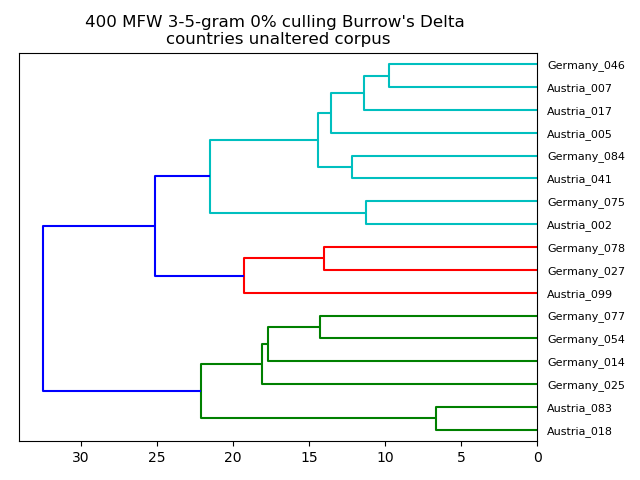 400 MFW 3-5-gram 0% culling Burrow's Delta
countries unaltered corpus
Germany_046
Austria_007
Austria_017
Austria_005
Germany_084
Austria_041
Germany_075
Austria_002
Germany_078
Germany_027
Austria_099
Germany_077
Germany_054
Germany_014
Germany_025
Austria_083
Austria_018
30 25 20 15 10 5 0